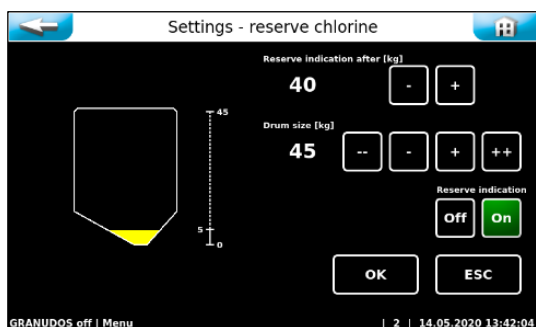 Settings - reserve chlorine
Reserve indication after [kg]
40 - +
45
Drum size [kg]
45 -- - + ++
Reserve indication
Off On
5
0
OK ESC
GRANUDOS off | Menu | 2 | 14.05.2020 13:42:04